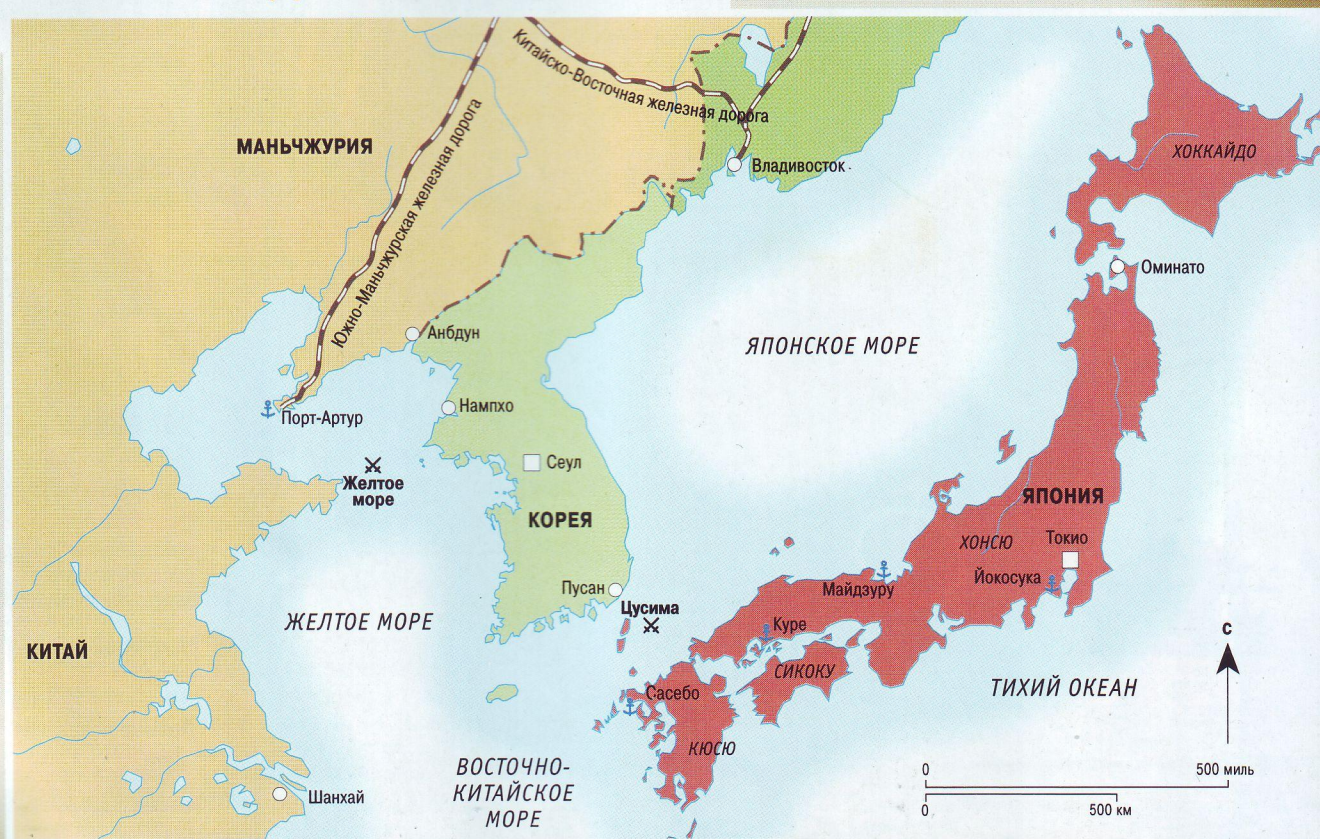 Китайско-Восточная железная дорога
МАНЬЧЖУРИЯ
Южно-Маньчжурская железная дорога
Владивосток
ХОККАЙДО
Оминато
Анбдун
ЯПОНСКОЕ МОРЕ
Порт-Артур
Нампхо
Сеул
Желтое
море
КОРЕЯ
ЯПОНИЯ
ХОНСЮ
Токио
Йокосука
Майдзуру
Пусан
Цусима
ЖЕЛТОЕ МОРЕ
Куре
КИТАЙ
СИКОКУ
С
ТИХИЙ ОКЕАН
Сасебо
КЮСЮ
ВОСТОЧНО-
КИТАЙСКОЕ
МОРЕ
Шанхай
0
500 миль
0
500 км